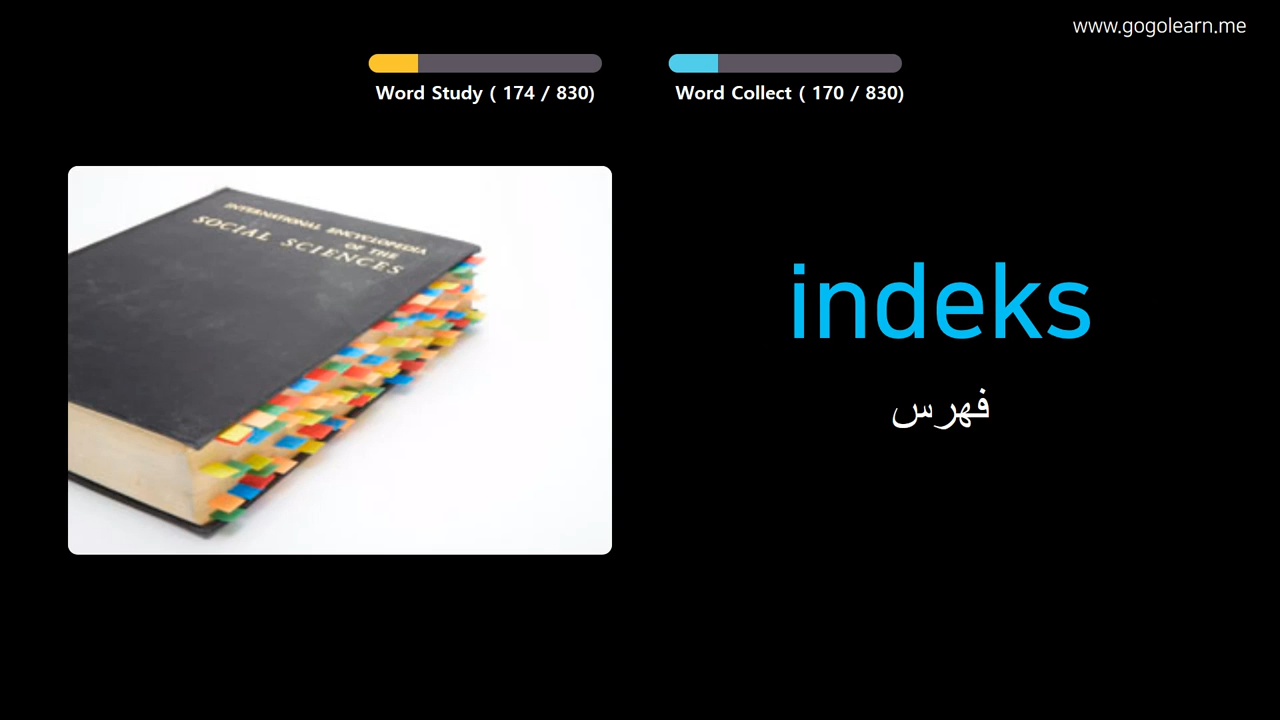 www.gogolearn.me
Word Study ( 174 / 830)
Word Collect ( 170 / 830)
INTERNATIONAL ENCYCLOPEDIA
OF THE
SOCIAL SCIENCES
indeks
فهرس